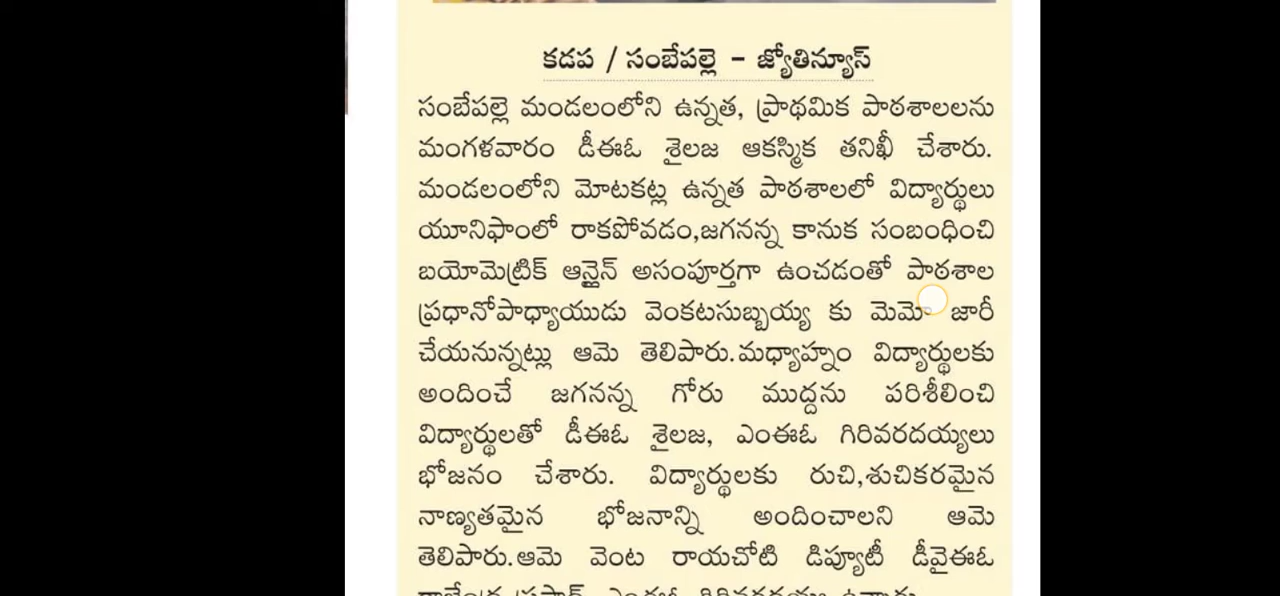 కడప / సంబేపల్లె - జ్యోతిన్యూస్
సంబేపల్లె మండలంలోని ఉన్నత, ప్రాథమిక పాఠశాలలను
మంగళవారం డీఈఓ శైలజ ఆకస్మిక తనిఖీ చేశారు.
మండలంలోని మోటకట్ల ఉన్నత పాఠశాలలో విద్యార్థులు
యూనిఫాంలో రాకపోవడం,జగనన్న కానుక సంబంధించి
బయోమెట్రిక్ ఆన్లైన్ అసంపూర్తగా ఉంచడంతో పాఠశాల
ప్రధానోపాధ్యాయుడు వెంకటసుబ్బయ్య కు మెమో జారీ
చేయనున్నట్లు ఆమె తెలిపారు.మధ్యాహ్నం విద్యార్థులకు
అందించే జగనన్న గోరు ముద్దను పరిశీలించి
విద్యార్థులతో డీఈఓ శైలజ, ఎంఈఓ గిరివరదయ్యలు
భోజనం చేశారు. విద్యార్థులకు రుచి,శుచికరమైన
నాణ్యతమైన భోజనాన్ని అందించాలని ఆమె
తెలిపారు.ఆమె వెంట రాయచోటి డిప్యూటీ డీవైఈఓ